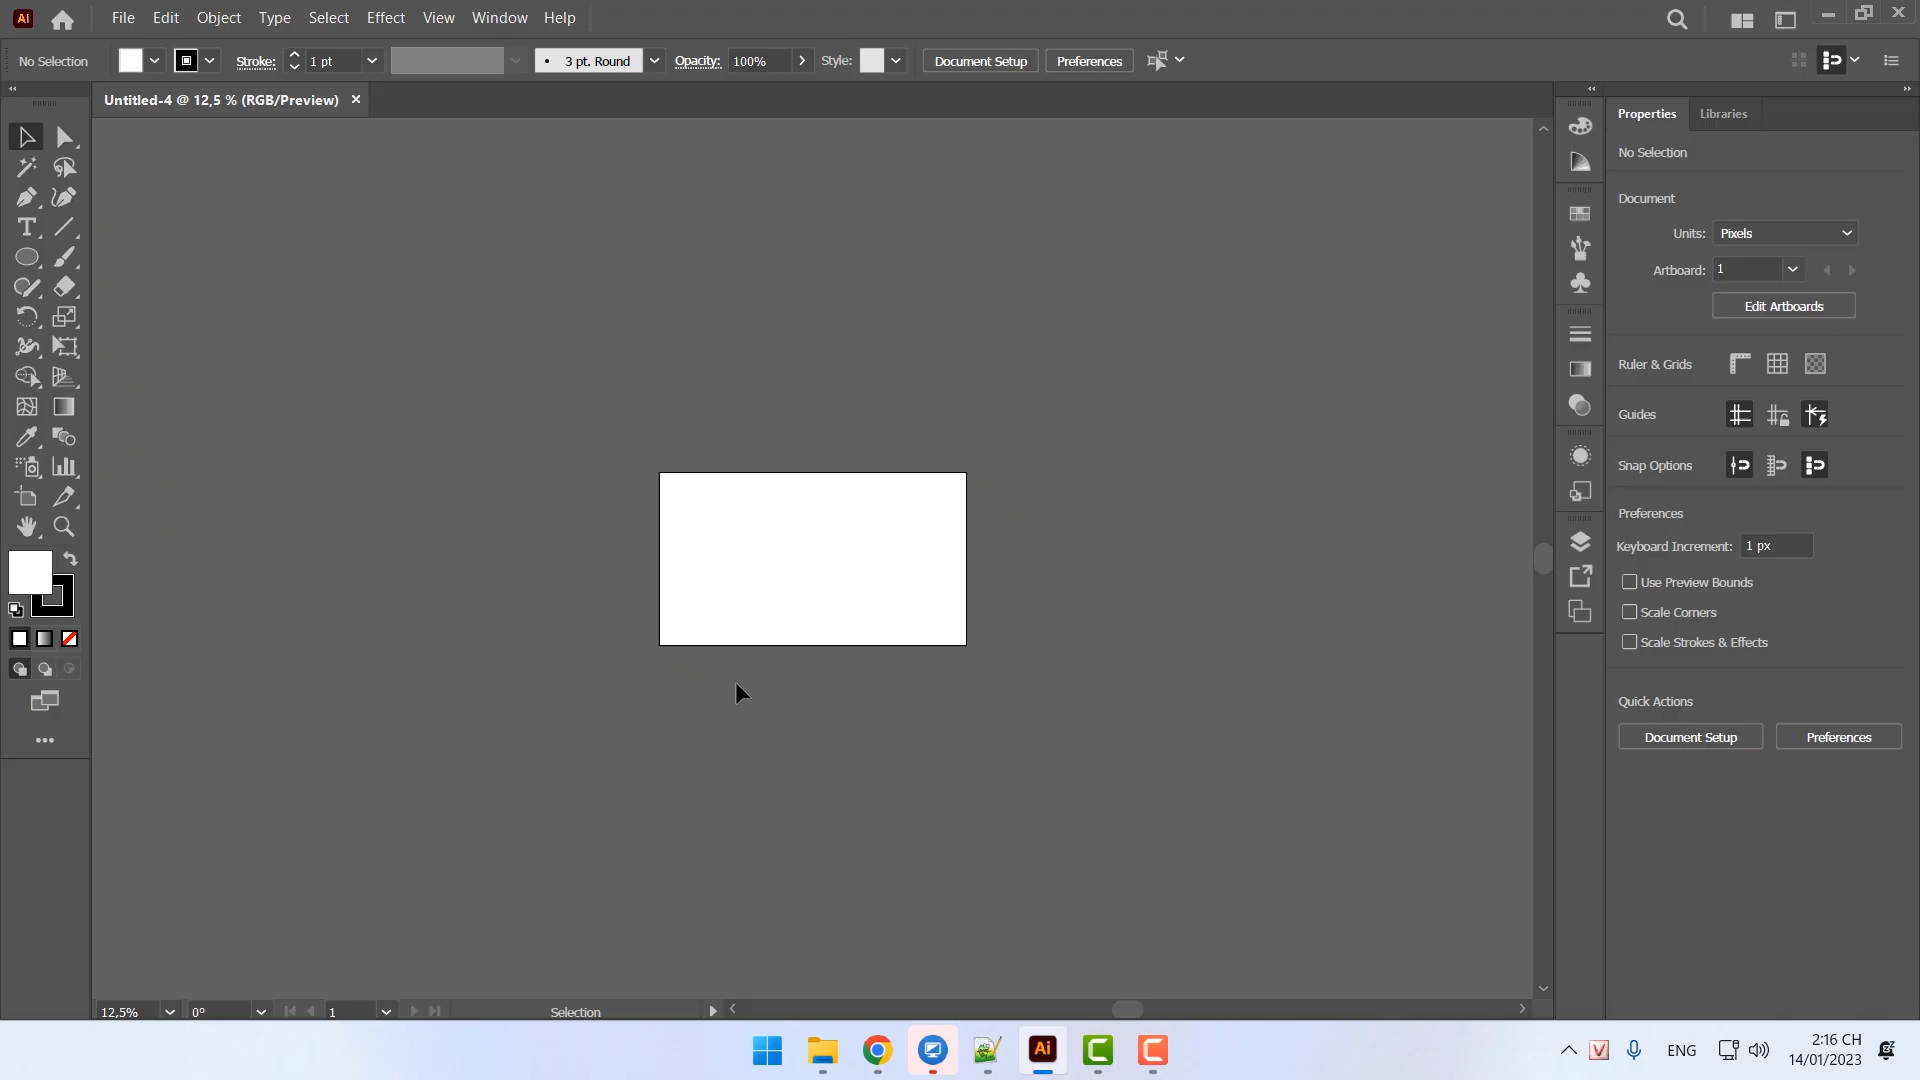 Ai File Edit Object Type Select Effect View Window Help
No Selection Stroke: 1 pt 3 pt. Round Opacity: 100% Style: Document Setup Preferences
Untitled-4 @ 12,5 % (RGB/Preview)
Properties Libraries
No Selection
Document
Units: Pixels
Artboard: 1
Edit Artboards
Ruler & Grids
Guides
Snap Options
Preferences
Keyboard Increment: 1 px
Use Preview Bounds
Scale Corners
Scale Strokes & Effects
Quick Actions
Document Setup Preferences
12,5% 0° 1 Selection
Ai
V ENG
2:16 CH
14/01/2023